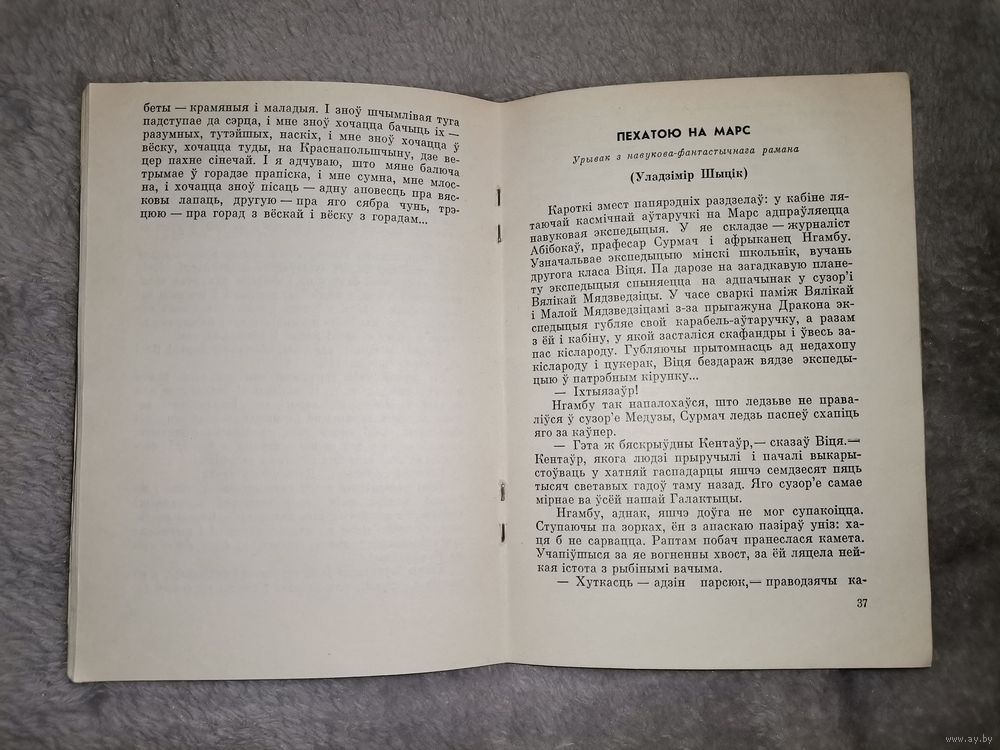 беты — крамяныя і маладыя. І зноў шчымлівая туга
падступае да сэрца, і мне зноў хочацца бачыць іх —
разумных, тутэйшых, наскіх, і мне зноў хочацца ў
вёску, хочацца туды, на Краснапольшчыну, дзе ве-
цер пахне сінечай. І я адчуваю, што мяне балюча
трымае ў горадзе прапіска, і мне сумна, мне млос-
на, і хочацца зноў пісаць — адну аповесць пра вяс-
ковы лапаць, другую — пра яго сябра чунь, трэ-
цюю — пра горад з вёскай і вёску з горадам...
ПЕХАТОЮ НА МАРС
Урывак з навукова-фантастычнага рамана
(Уладзімір Шыцік)
Кароткі змест папярэдніх раздзелаў: у кабіне ля-
таючай касмічнай аўтаручкі на Марс адпраўляецца
навуковая экспедыцыя. У яе складзе — журналіст
Абібокаў, прафесар Сурмач і афрыканец Нгамбу.
Узначальвае экспедыцыю мінскі школьнік, вучань
другога класа Віця. Па дарозе на загадкавую плане-
ту экспедыцыя спыняецца на адпачынак у сузор'і
Вялікай Мядзведзіцы. У часе сваркі паміж Вялікай
і Малой Мядзведзіцамі з-за прыгажуна Дракона эк-
спедыцыя губляе свой карабель-аўтаручку, а разам
з ёй і кабіну, у якой засталіся скафандры і ўвесь за-
пас кіслароду. Губляючы прытомнасць ад недахопу
кіслароду і цукерак, Віця бездараж вядзе экспеды-
цыю ў патрэбным кірунку...
— Іхтыязаўр!
Нгамбу так напалохаўся, што ледзьве не права-
ліўся ў сузор'е Медузы, Сурмач ледзь паспеў схапіць
яго за каўнер.
— Гэта ж бяскрыўдны Кентаўр,— сказаў Віця.—
Кентаўр, якога людзі прыручылі і пачалі выкары-
стоўваць у хатняй гаспадарцы яшчэ семдзесят пяць
тысяч светавых гадоў таму назад. Яго сузор'е самае
мірнае ва ўсёй нашай Галактыцы.
Нгамбу, аднак, яшчэ доўга не мог супакоіцца.
Ступаючы па зорках, ён з апаскаю пазіраў уніз: ха-
ця б не сарвацца. Раптам побач пранеслася камета.
Учапіўшыся за яе вогненны хвост, за ёй ляцела ней-
кая істота з рыбінымі вачыма.
— Хуткасць — адзін парсюк,— праводзячы ка-
37
www.ay.by